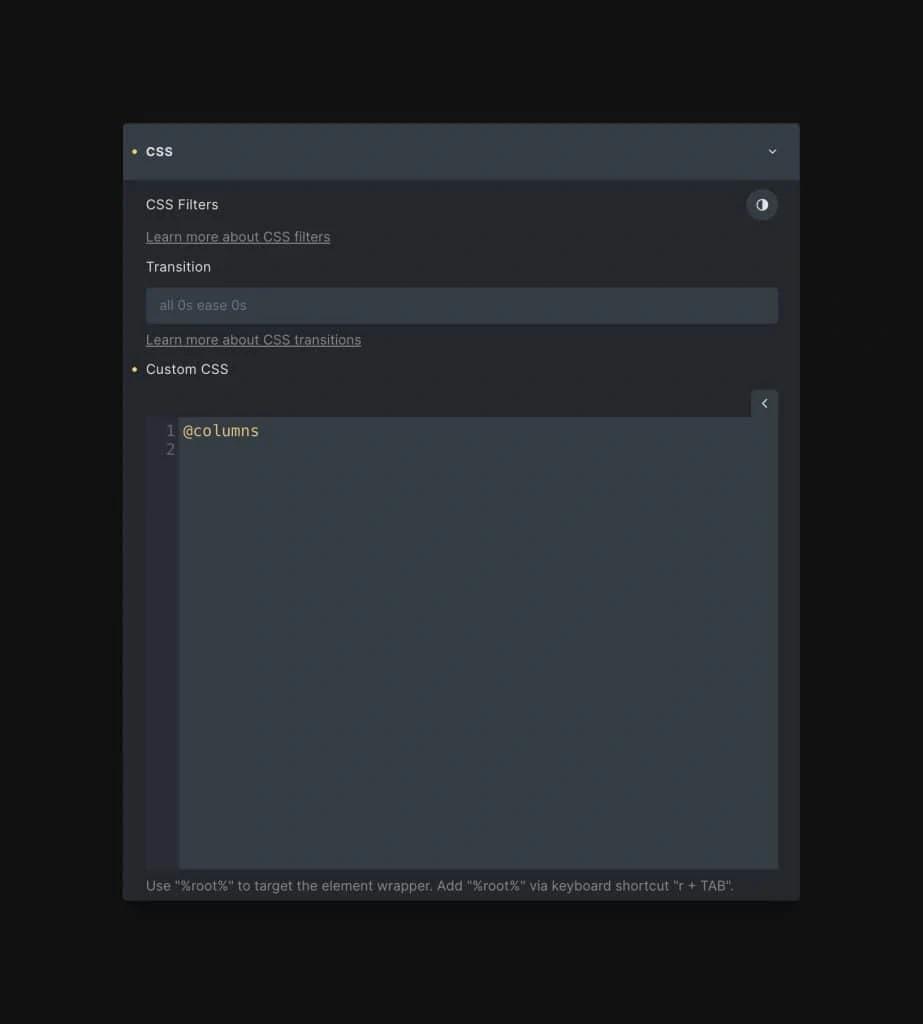 CSS
CSS Filters
Learn more about CSS filters
Transition
all 0s ease 0s
Learn more about CSS transitions
Custom CSS
1 @columns
2
Use "%root%" to target the element wrapper. Add "%root%" via keyboard shortcut "r + TAB".